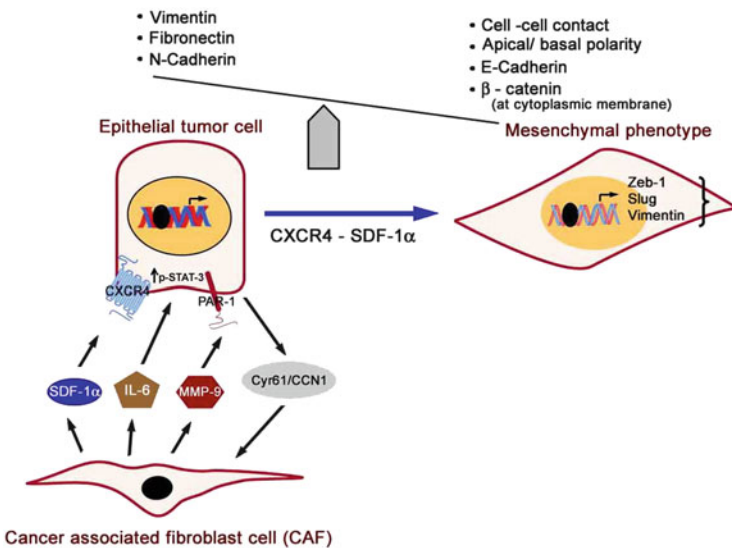 • Vimentin
• Fibronectin
• N-Cadherin
• Cell -cell contact
• Apical/ basal polarity
• E-Cadherin
• β - catenin
(at cytoplasmic membrane)
Epithelial tumor cell
Mesenchymal phenotype
Zeb-1
Slug
Vimentin
CXCR4 - SDF-1α
p-STAT-3
CXCR4
PAR-1
SDF-1α
IL-6
MMP-9
Cyr61/CCN1
Cancer associated fibroblast cell (CAF)